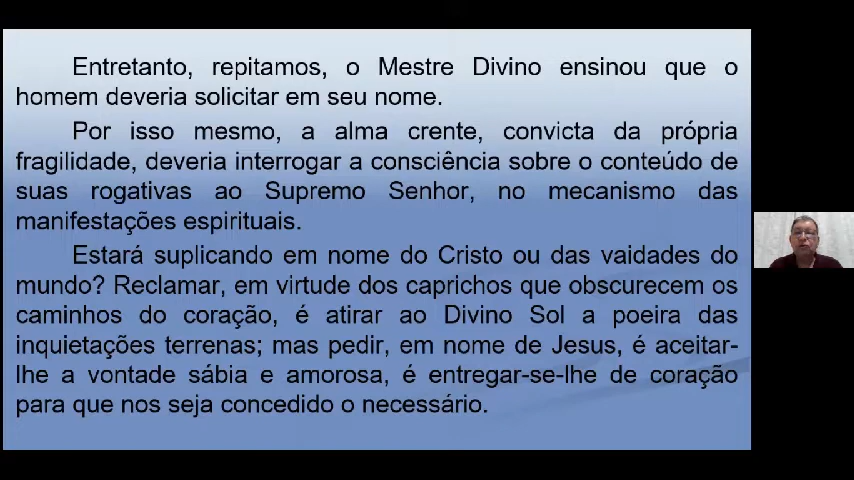 Entretanto, repitamos, o Mestre Divino ensinou que o
homem deveria solicitar em seu nome.
Por isso mesmo, a alma crente, convicta da própria
fragilidade, deveria interrogar a consciência sobre o conteúdo de
suas rogativas ao Supremo Senhor, no mecanismo das
manifestações espirituais.
Estará suplicando em nome do Cristo ou das vaidades do
mundo? Reclamar, em virtude dos caprichos que obscurecem os
caminhos do coração, é atirar ao Divino Sol a poeira das
inquietações terrenas; mas pedir, em nome de Jesus, é aceitar-
lhe a vontade sábia e amorosa, é entregar-se-lhe de coração
para que nos seja concedido o necessário.